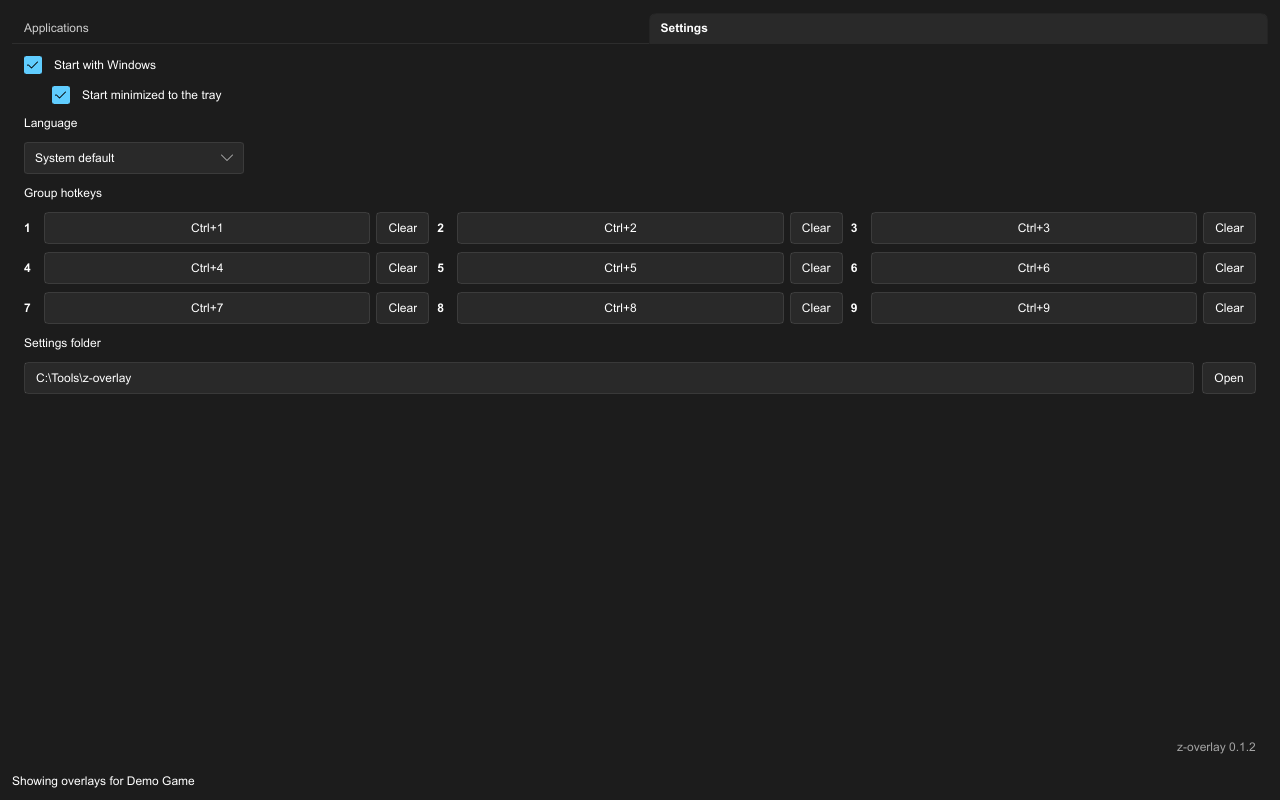 Applications Settings
Start with Windows
Start minimized to the tray
Language
System default
Group hotkeys
1 Ctrl+1 Clear 2 Ctrl+2 Clear 3 Ctrl+3 Clear
4 Ctrl+4 Clear 5 Ctrl+5 Clear 6 Ctrl+6 Clear
7 Ctrl+7 Clear 8 Ctrl+8 Clear 9 Ctrl+9 Clear
Settings folder
C:\Tools\z-overlay Open
z-overlay 0.1.2
Showing overlays for Demo Game